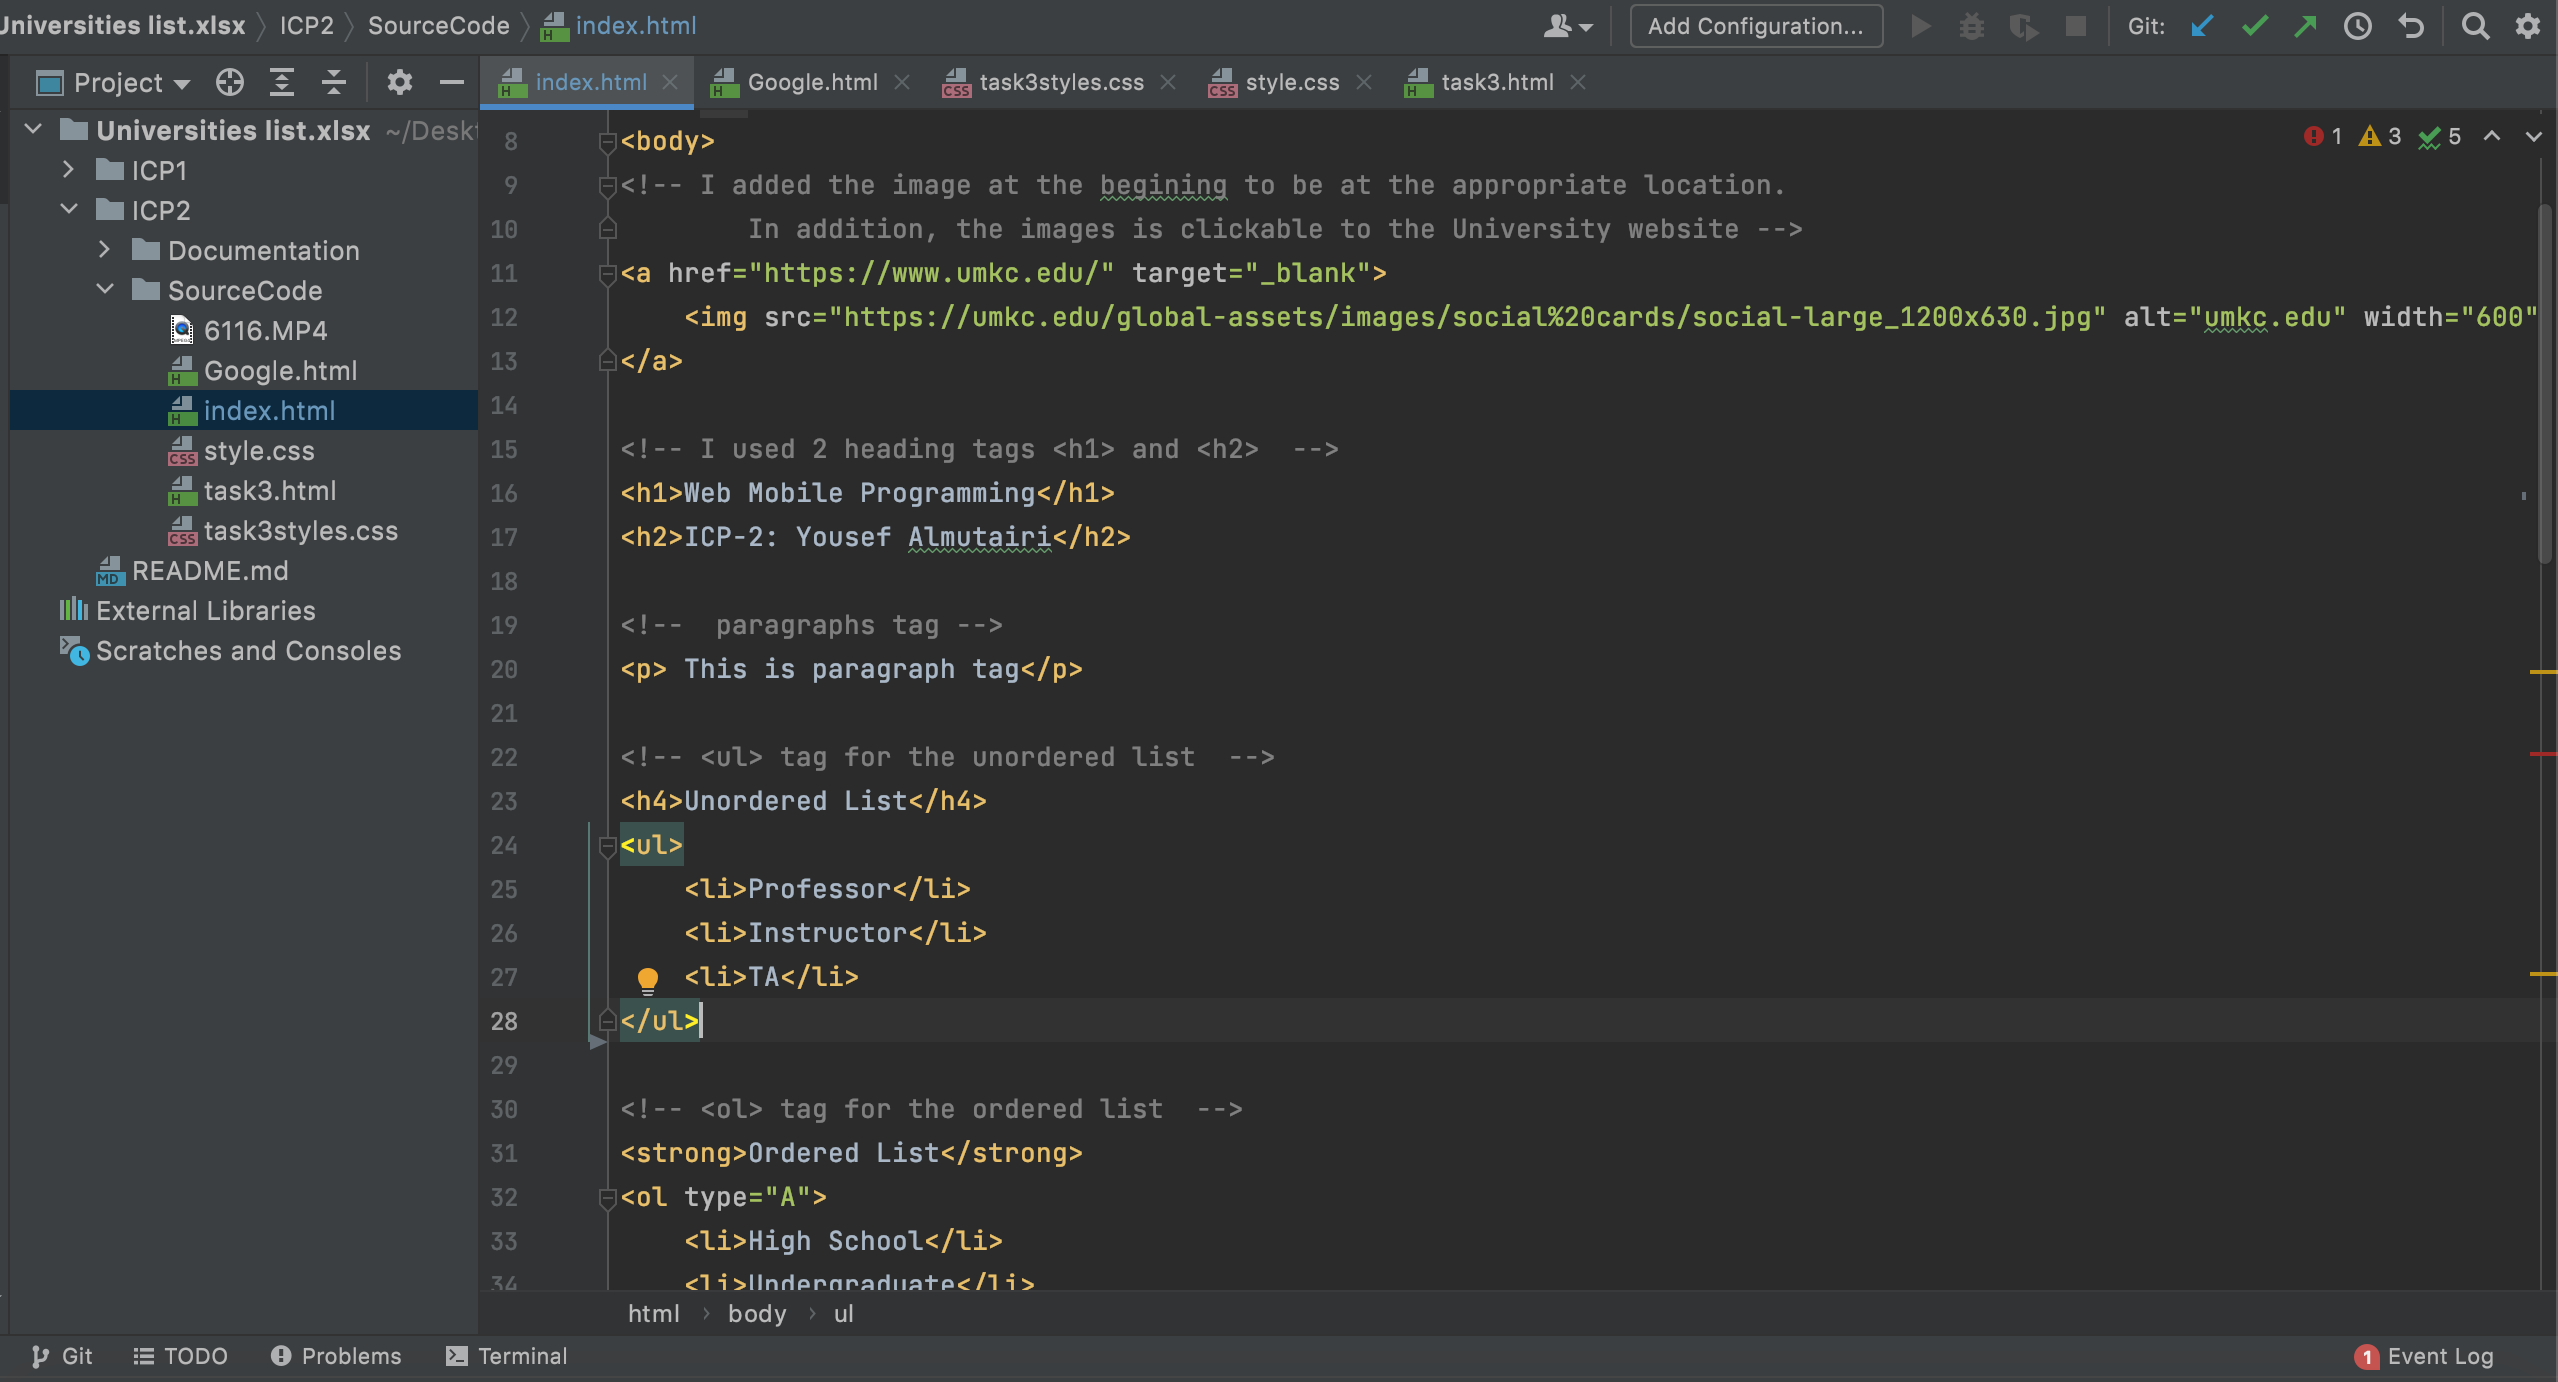 Universities list.xlsx 〉 ICP2 〉 SourceCode 〉 index.html
Add Configuration...
Git:
Project
index.html
Google.html
task3styles.css
style.css
task3.html
Universities list.xlsx ~/Deskt
ICP1
ICP2
Documentation
SourceCode
6116.MP4
Google.html
index.html
style.css
task3.html
task3styles.css
README.md
External Libraries
Scratches and Consoles
1 3 5
8 <body>
9 <!-- I added the image at the begining to be at the appropriate location.
10 In addition, the images is clickable to the University website -->
11 <a href="https://www.umkc.edu/" target="_blank">
12 <img src="https://umkc.edu/global-assets/images/social%20cards/social-large_1200x630.jpg" alt="umkc.edu" width="600"
13 </a>
14
15 <!-- I used 2 heading tags <h1> and <h2>  -->
16 <h1>Web Mobile Programming</h1>
17 <h2>ICP-2: Yousef Almutairi</h2>
18
19 <!--  paragraphs tag -->
20 <p> This is paragraph tag</p>
21
22 <!-- <ul> tag for the unordered list  -->
23 <h4>Unordered List</h4>
24 <ul>
25 <li>Professor</li>
26 <li>Instructor</li>
27 <li>TA</li>
28 </ul>
29
30 <!-- <ol> tag for the ordered list  -->
31 <strong>Ordered List</strong>
32 <ol type="A">
33 <li>High School</li>
34 <li>Undergraduate</li>
html › body › ul
Git
TODO
Problems
Terminal
1 Event Log